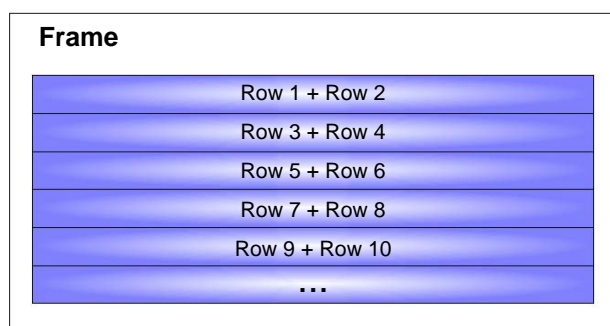 Frame
Row 1 + Row 2
Row 3 + Row 4
Row 5 + Row 6
Row 7 + Row 8
Row 9 + Row 10
...